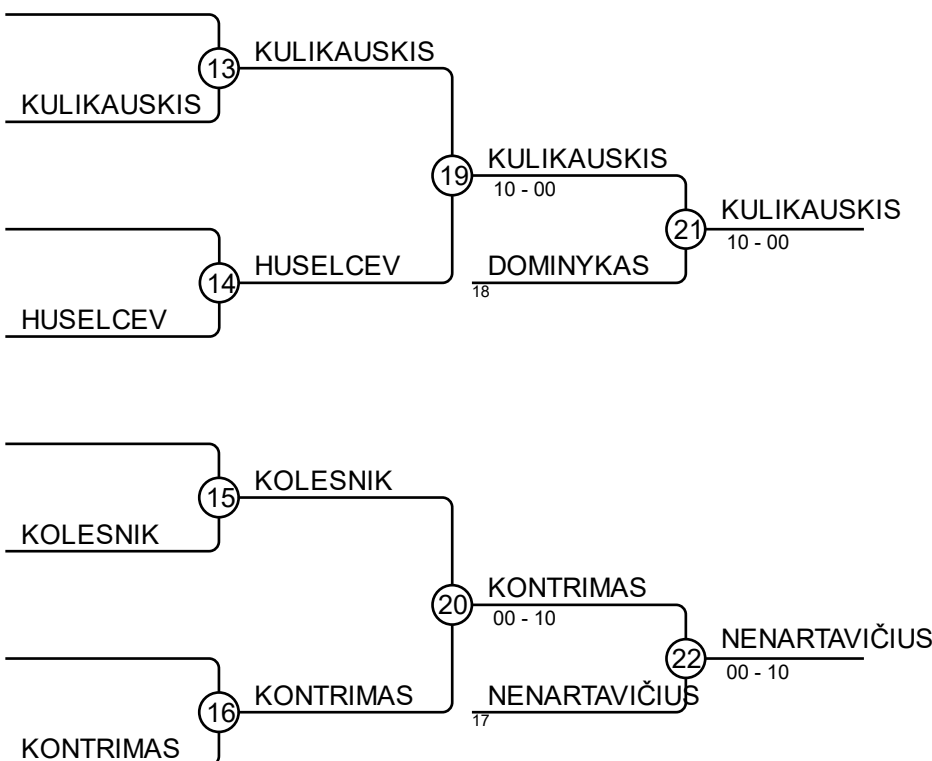 KULIKAUSKIS
13
KULIKAUSKIS
KULIKAUSKIS
19
10 - 00
KULIKAUSKIS
21
10 - 00
HUSELCEV
DOMINYKAS
14
18
HUSELCEV
KOLESNIK
15
KOLESNIK
KONTRIMAS
20
00 - 10
NENARTAVIČIUS
22
00 - 10
KONTRIMAS
NENARTAVIČIUS
16
17
KONTRIMAS